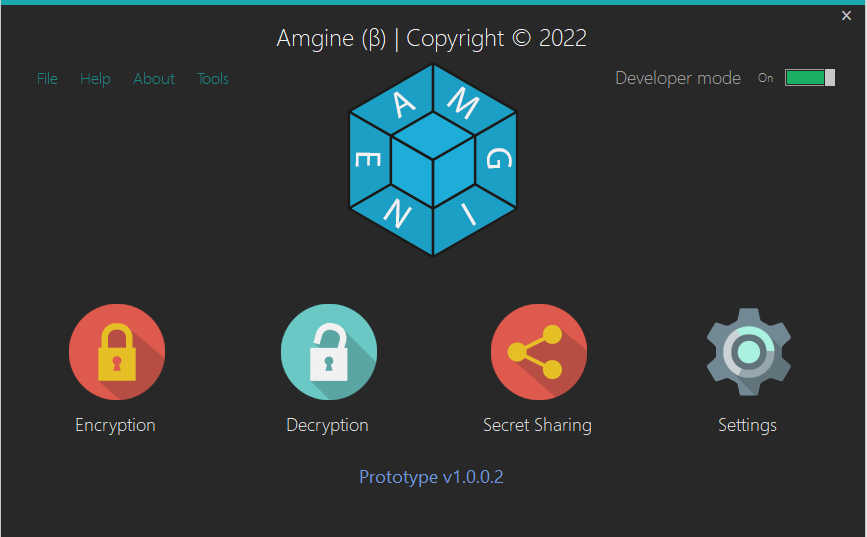 Amgine (β) | Copyright © 2022
File Help About Tools
Developer mode On
A M G I N E
Encryption Decryption Secret Sharing Settings
Prototype v1.0.0.2